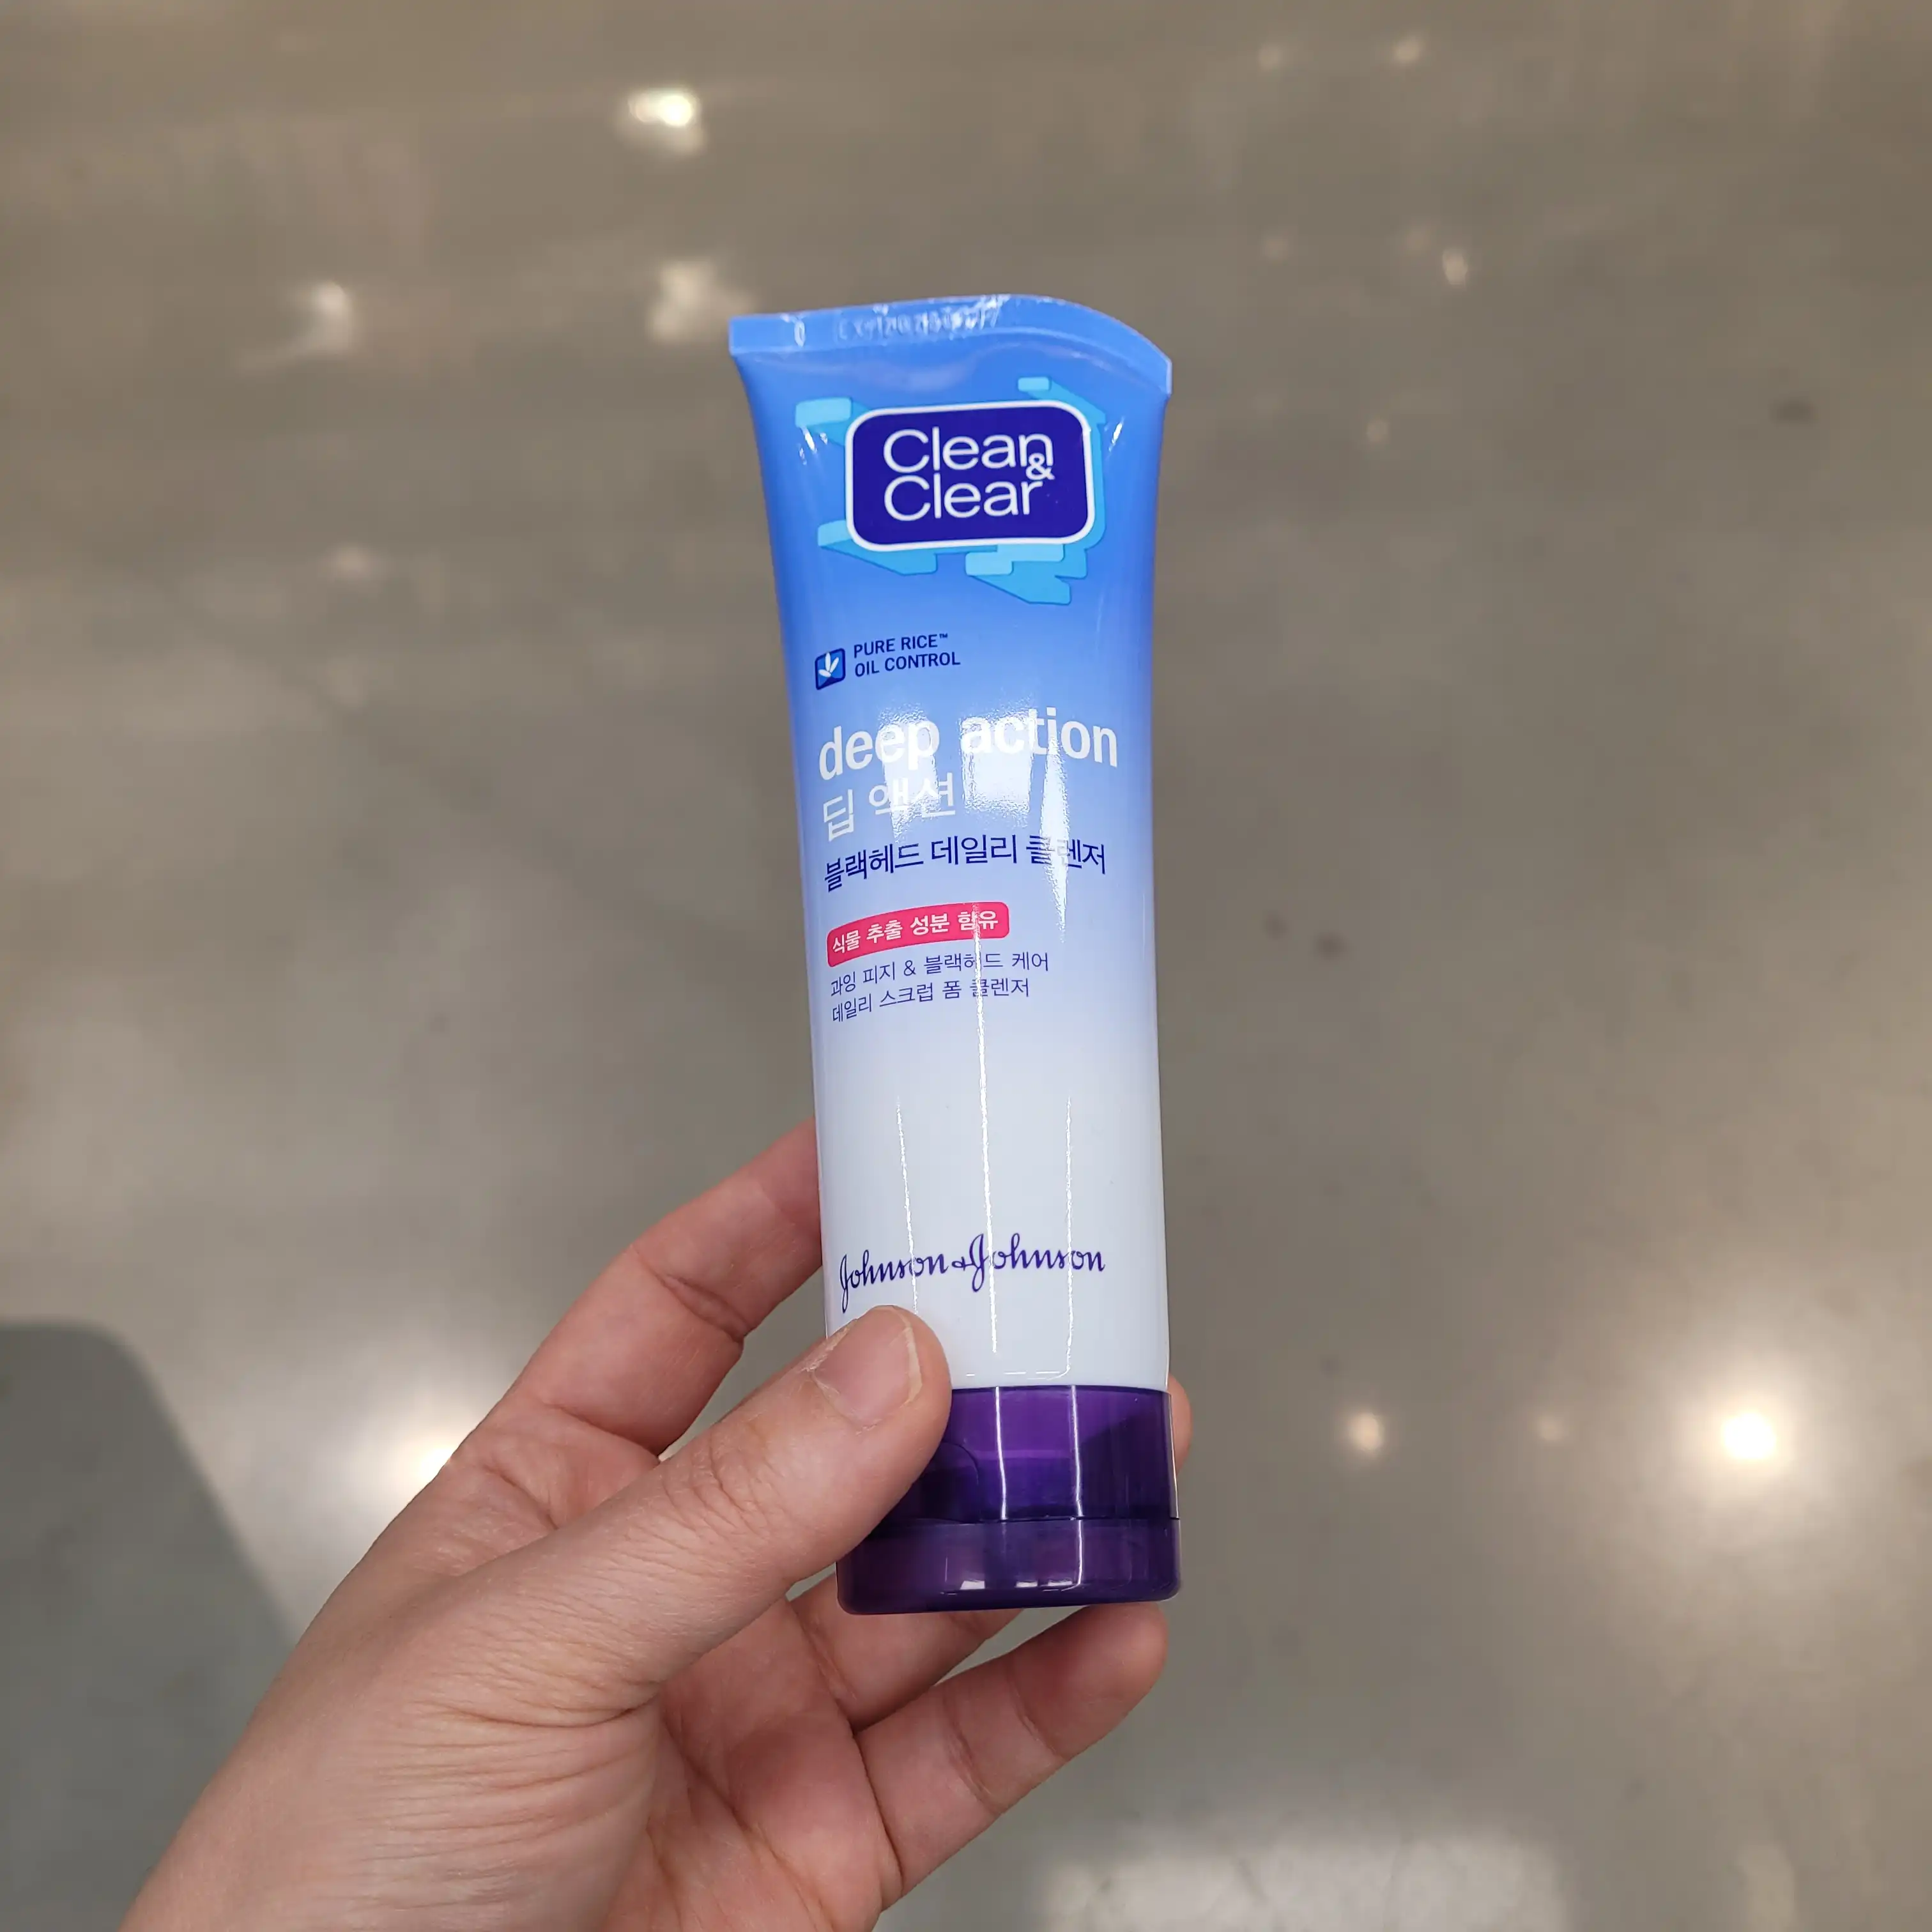 Clean &
Clear
PURE RICE™
OIL CONTROL
deep action
딥 액션
블랙헤드 데일리 클렌저
식물 추출 성분 함유
과잉 피지 & 블랙헤드 케어
데일리 스크럽 폼 클렌저
Johnson & Johnson